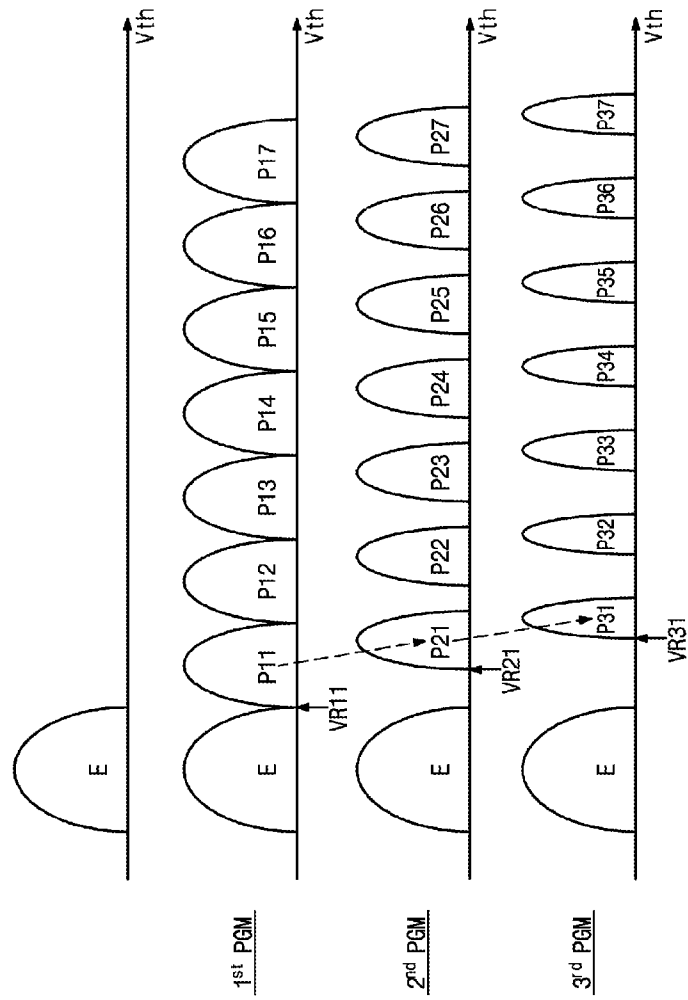 E
Vth
1st PGM
E
P11
P12
P13
P14
P15
P16
P17
Vth
VR11
2nd PGM
E
P21
P22
P23
P24
P25
P26
P27
Vth
VR21
3rd PGM
E
P31
P32
P33
P34
P35
P36
P37
Vth
VR31